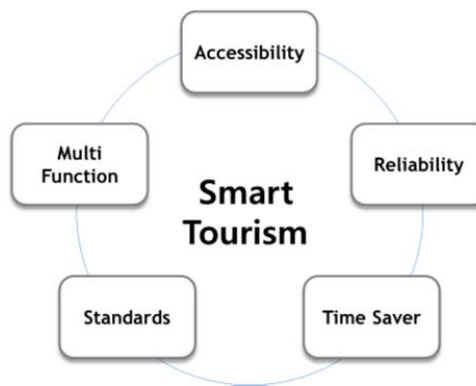 Accessibility
Multi
Function
Reliability
Smart
Tourism
Standards
Time Saver